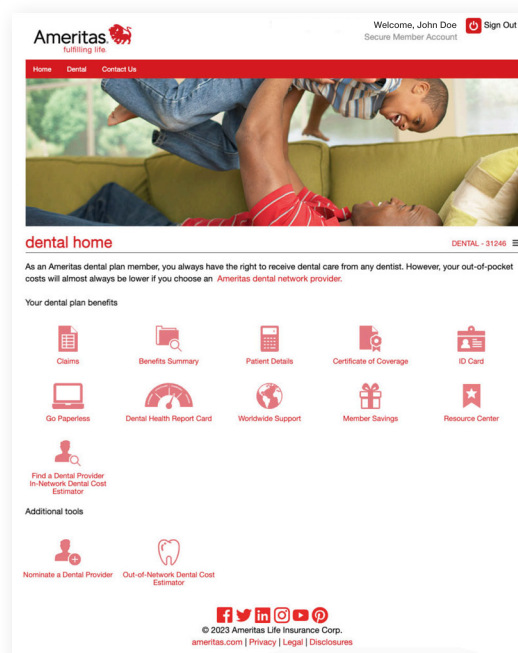 Ameritas
fulfilling life
Welcome, John Doe
Sign Out
Secure Member Account
Home Dental Contact Us
dental home
DENTAL - 31246
As an Ameritas dental plan member, you always have the right to receive dental care from any dentist. However, your out-of-pocket
costs will almost always be lower if you choose an Ameritas dental network provider.
Your dental plan benefits
Claims
Benefits Summary
Patient Details
Certificate of Coverage
ID Card
Go Paperless
Dental Health Report Card
Worldwide Support
Member Savings
Resource Center
Find a Dental Provider
In-Network Dental Cost
Estimator
Additional tools
Nominate a Dental Provider
Out-of-Network Dental Cost
Estimator
© 2023 Ameritas Life Insurance Corp.
ameritas.com | Privacy | Legal | Disclosures